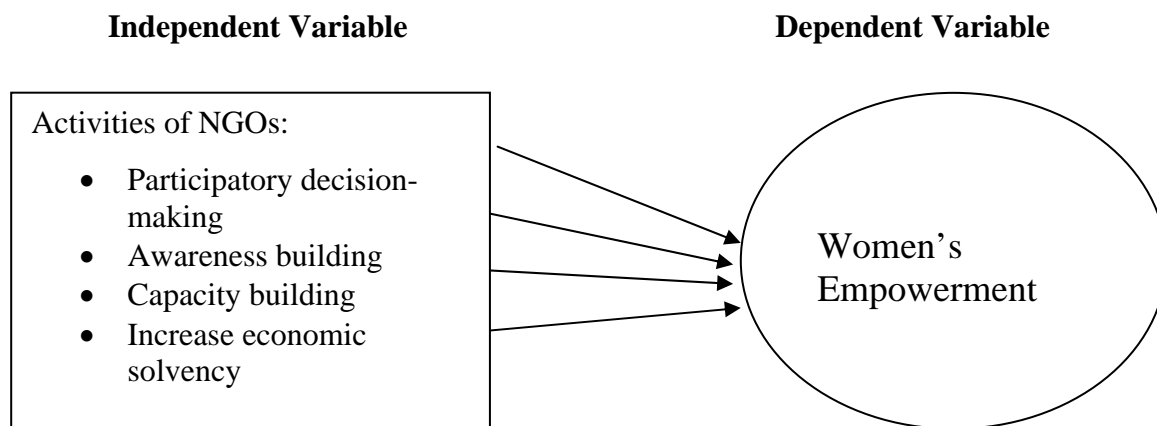 Independent Variable
Dependent Variable
Activities of NGOs:
• Participatory decision-
making
• Awareness building
• Capacity building
• Increase economic
solvency
Women’s
Empowerment